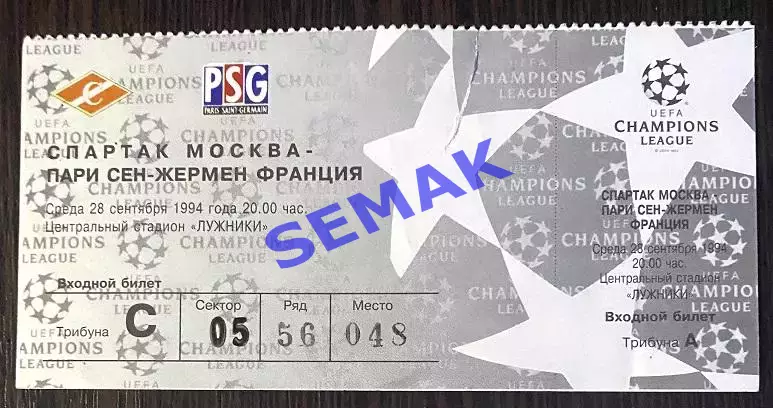 PSG
PARIS SAINT-GERMAIN
СПАРТАК МОСКВА -
ПАРИ СЕН-ЖЕРМЕН ФРАНЦИЯ
Среда 28 сентября 1994 года 20.00 час.
Центральный стадион «ЛУЖНИКИ»
Входной билет
Трибуна С
Сектор 05
Ряд 56
Место 048
SEMAK
UEFA
CHAMPIONS
LEAGUE
СПАРТАК МОСКВА -
ПАРИ СЕН-ЖЕРМЕН
ФРАНЦИЯ
Среда 28 сентября 1994
20.00 час.
Центральный стадион
«ЛУЖНИКИ»
Входной билет
Трибуна А
UEFA
CHAMPIONS
LEAGUE